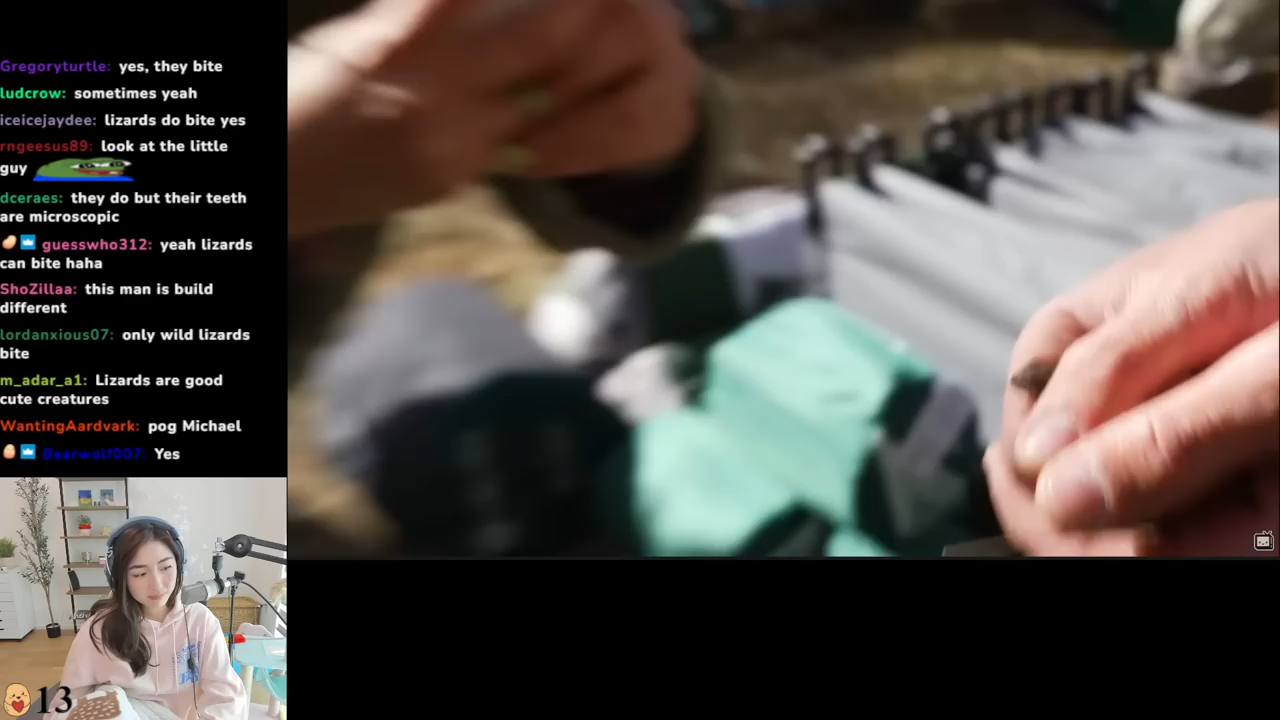 Gregoryturtle: yes, they bite
ludcrow: sometimes yeah
iceicejaydee: lizards do bite yes
rngeesus89: look at the little
guy
dceraes: they do but their teeth
are microscopic
guesswho312: yeah lizards
can bite haha
ShoZillaa: this man is build
different
lordanxious07: only wild lizards
bite
m_adar_a1: Lizards are good
cute creatures
WantingAardvark: pog Michael
Bearwolf007: Yes
13